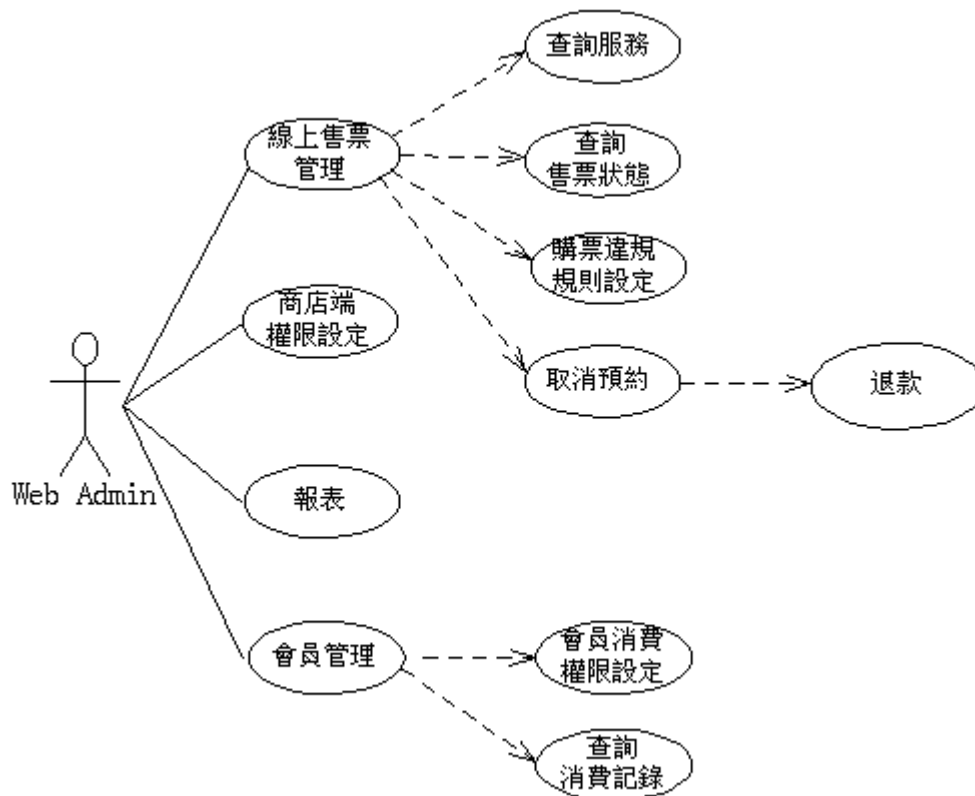 查詢服務
線上售票
管理
查詢
售票狀態
購票違規
規則設定
商店端
權限設定
取消預約
退款
Web Admin
報表
會員管理
會員消費
權限設定
查詢
消費記錄